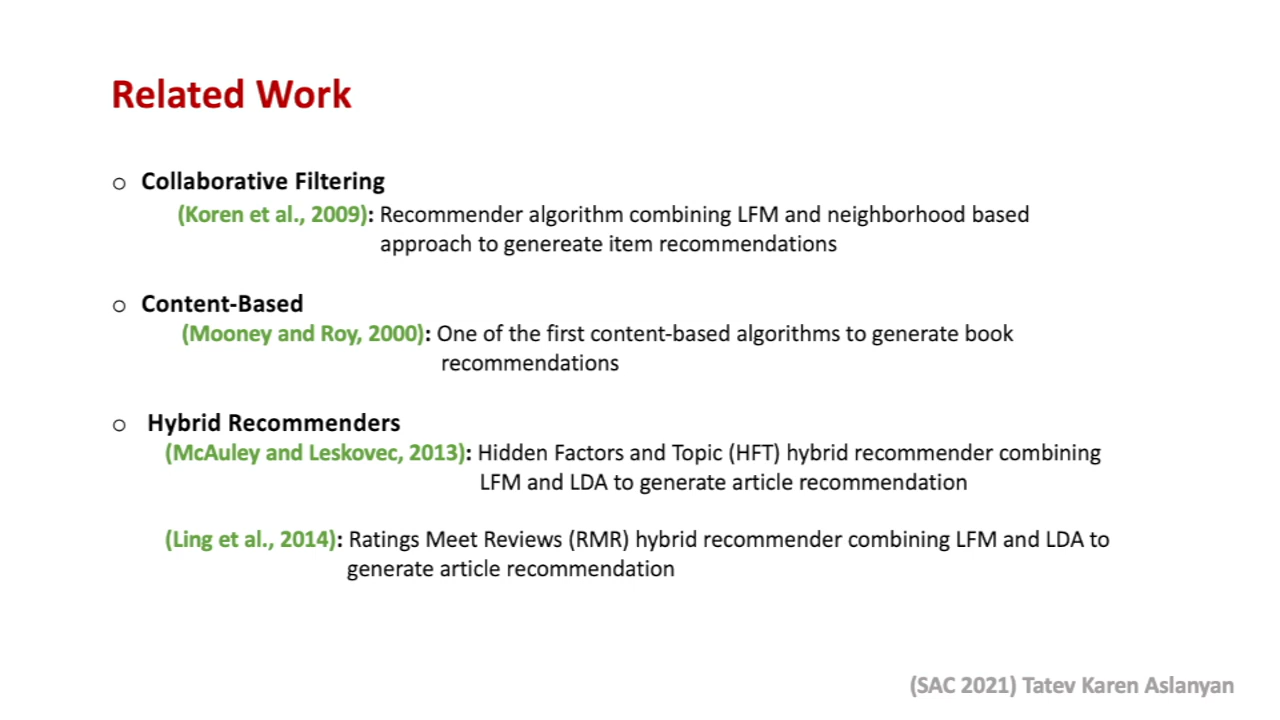 Related Work
○ Collaborative Filtering
(Koren et al., 2009): Recommender algorithm combining LFM and neighborhood based
approach to genereate item recommendations
○ Content-Based
(Mooney and Roy, 2000): One of the first content-based algorithms to generate book
recommendations
○ Hybrid Recommenders
(McAuley and Leskovec, 2013): Hidden Factors and Topic (HFT) hybrid recommender combining
LFM and LDA to generate article recommendation
(Ling et al., 2014): Ratings Meet Reviews (RMR) hybrid recommender combining LFM and LDA to
generate article recommendation
(SAC 2021) Tatev Karen Aslanyan